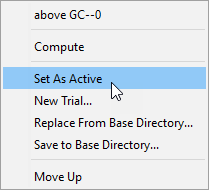 above GC--0
Compute
Set As Active
New Trial...
Replace From Base Directory...
Save to Base Directory...
Move Up